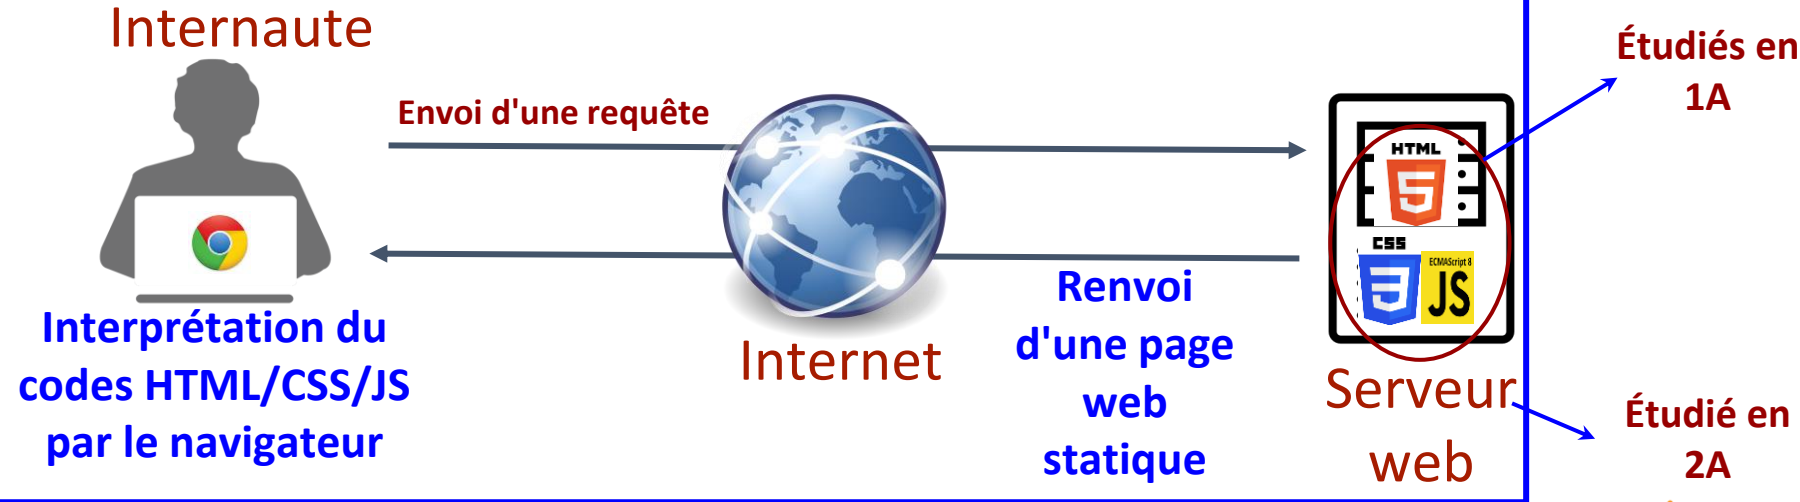 Internaute
Envoi d'une requête
Interprétation du
codes HTML/CSS/JS
par le navigateur
Internet
Renvoi
d'une page
web
statique
HTML
CSS
ECMAScript 8
JS
Serveur
web
Étudiés en
1A
Étudié en
2A